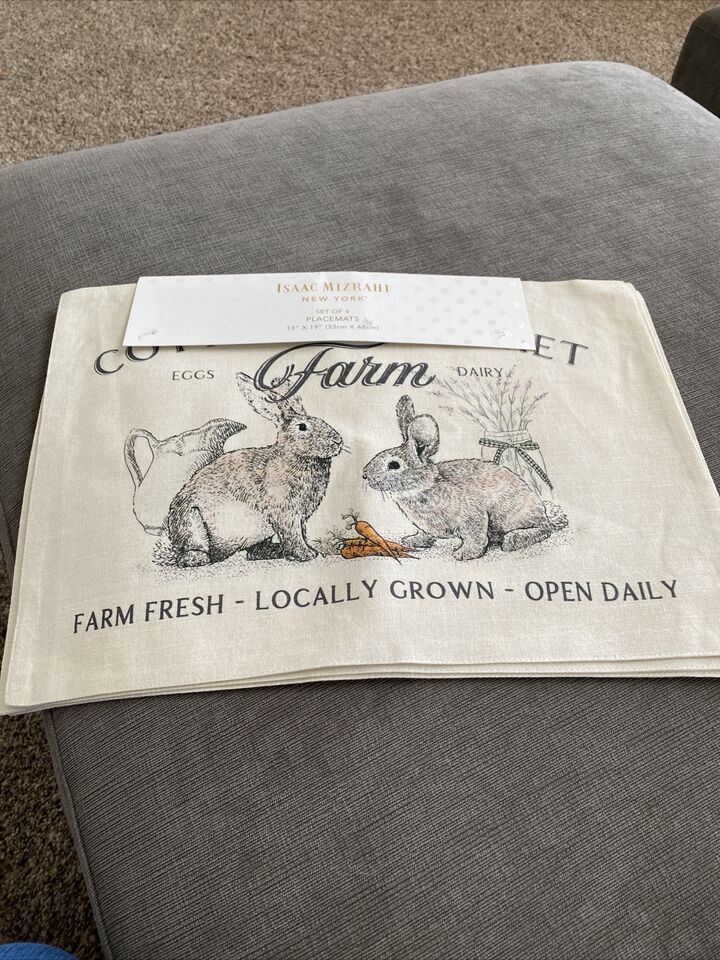 ISAAC MIZRAHI
NEW YORK
SET OF 4
PLACEMATS
13" X 19" (33cm X 48cm)
EGGS
Farm
DAIRY
FARM FRESH - LOCALLY GROWN - OPEN DAILY